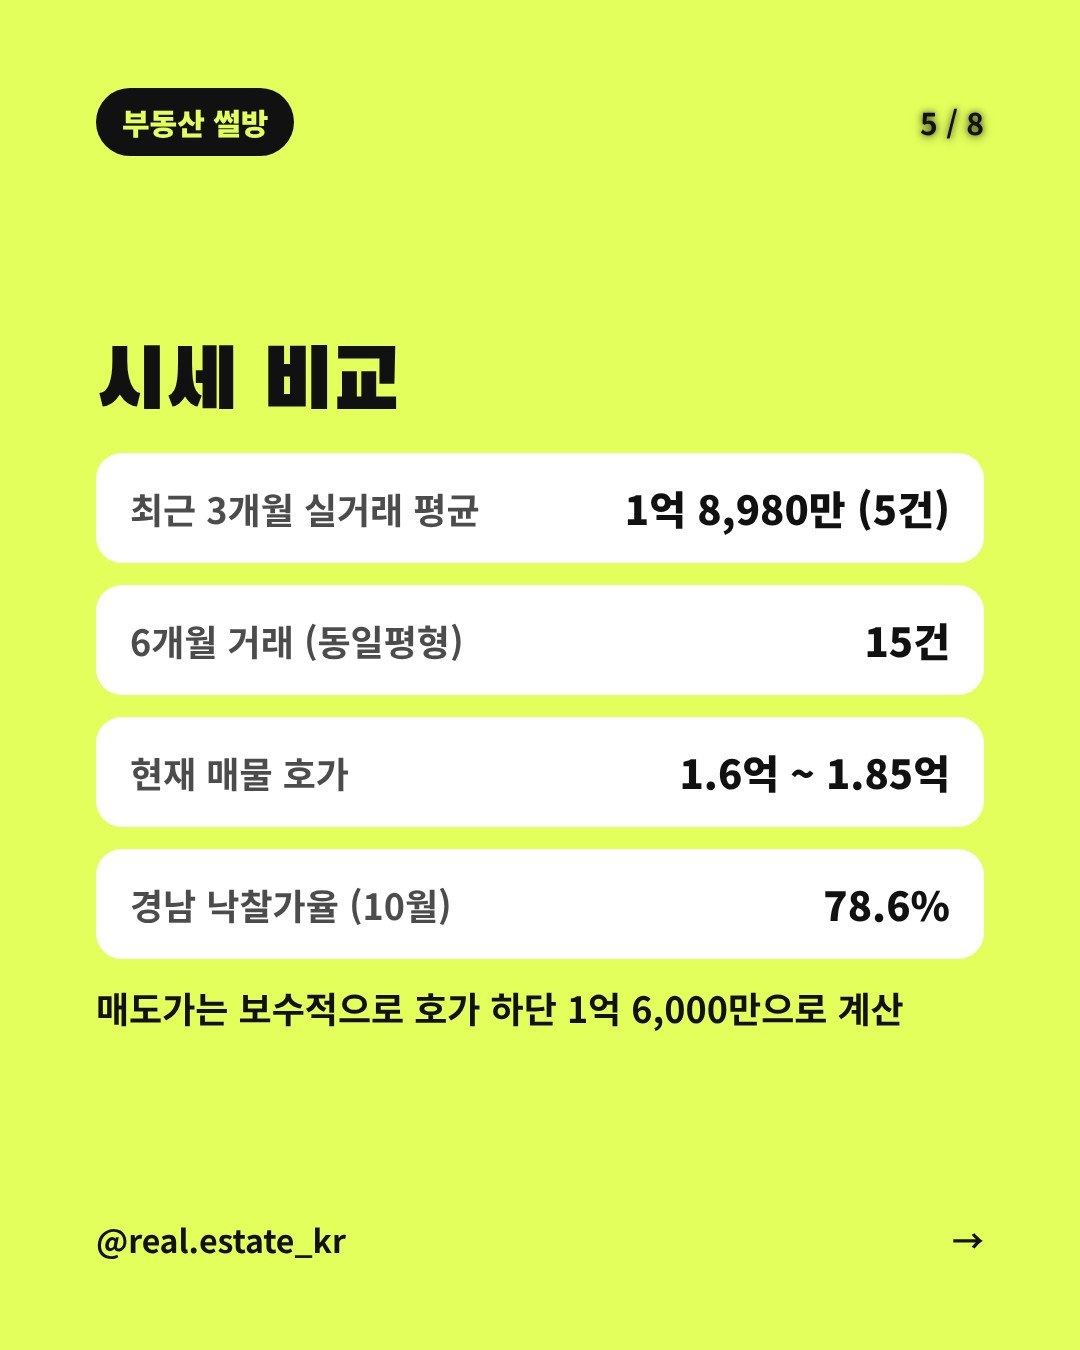 부동산 썰방
5 / 8
시세 비교
최근 3개월 실거래 평균 1억 8,980만 (5건)
6개월 거래 (동일평형) 15건
현재 매물 호가 1.6억 ~ 1.85억
경남 낙찰가율 (10월) 78.6%
매도가는 보수적으로 호가 하단 1억 6,000만으로 계산
@real.estate_kr →